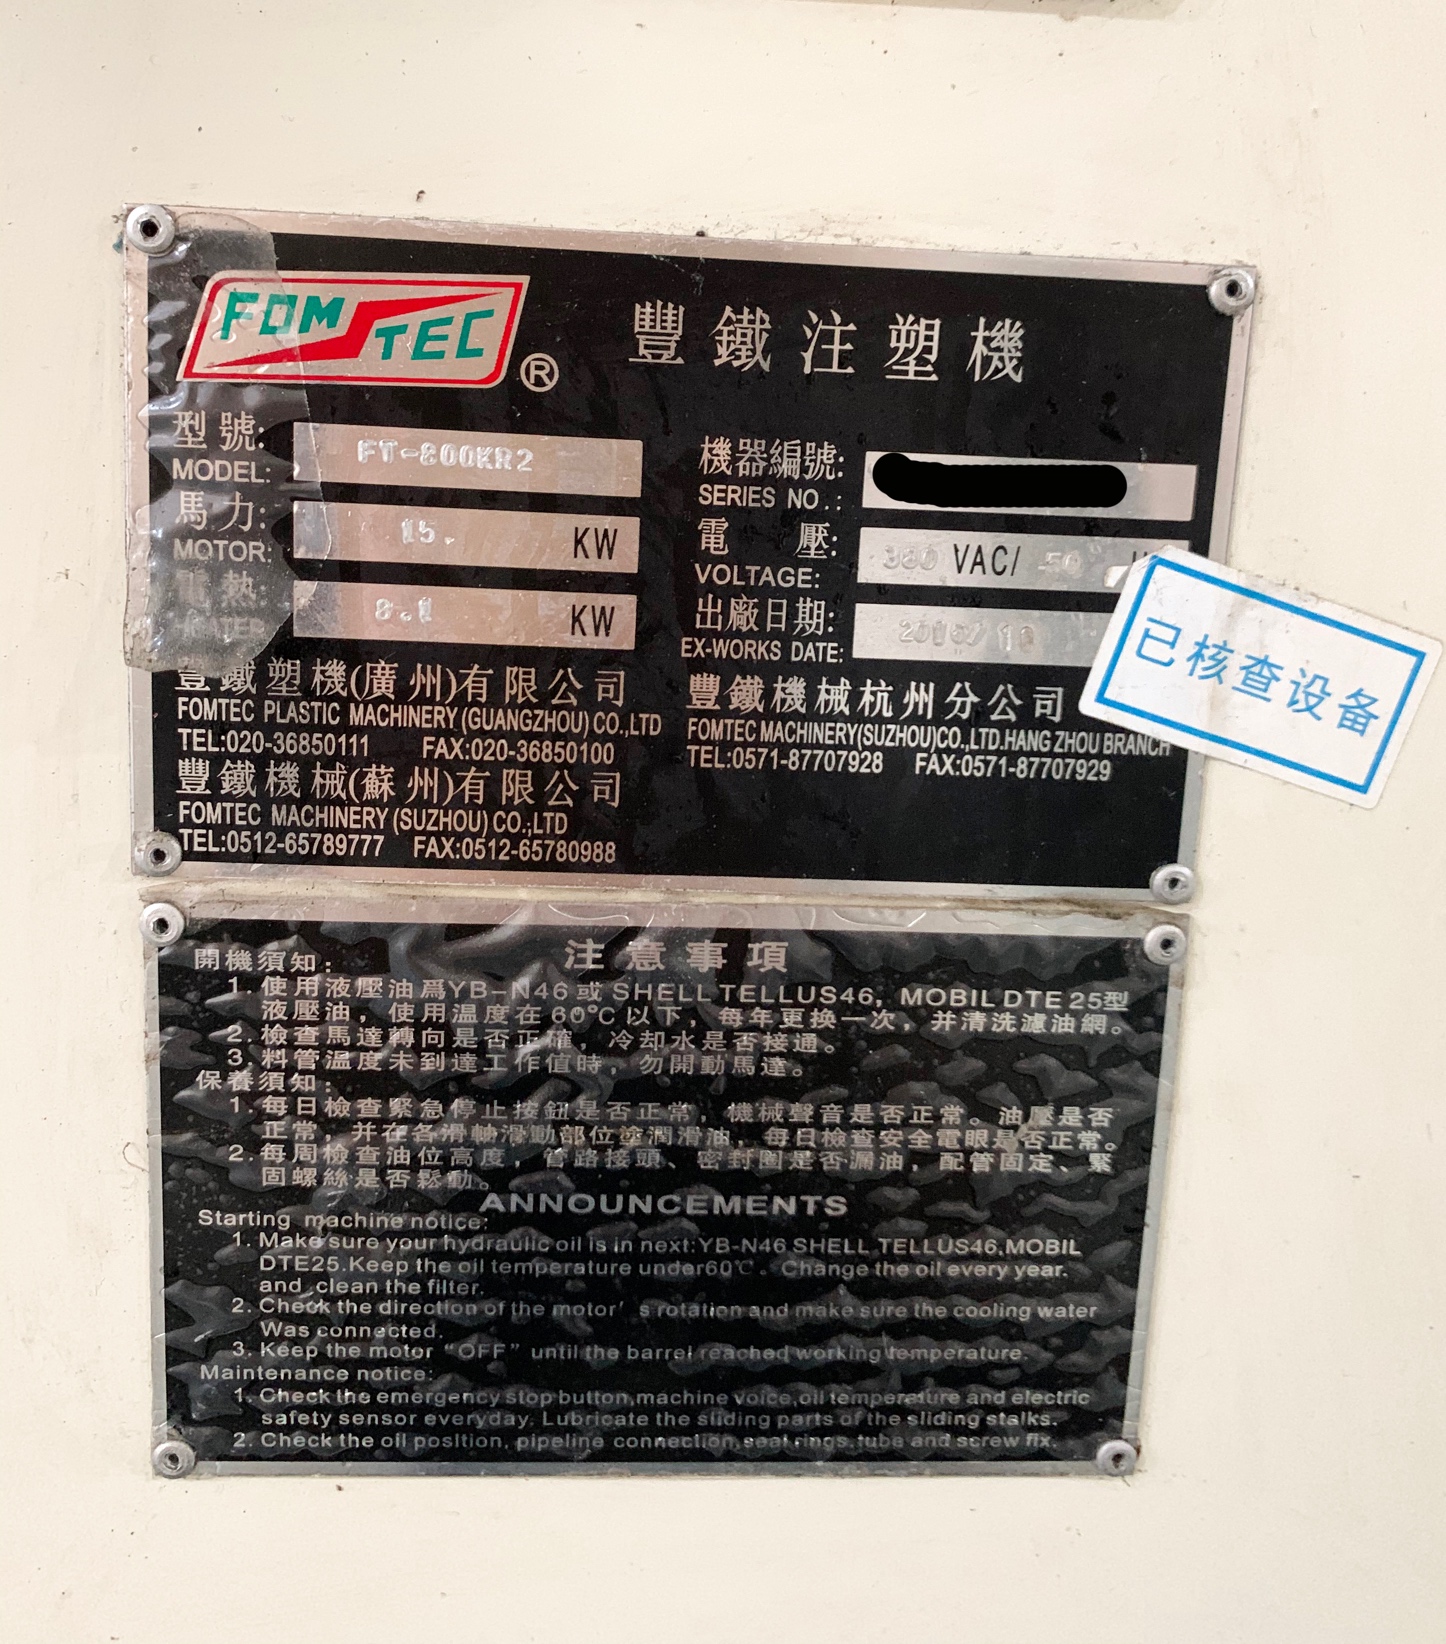 FOMTEC ®
豐鐵注塑機
型號:
MODEL: FT-800KR2
馬力:
MOTOR: 15. KW
電熱:
HEATER 8.1 KW
機器編號:
SERIES NO.:
電 壓:
VOLTAGE: 380 VAC/ 50
出廠日期:
EX-WORKS DATE:
已核查设备
豐鐵塑機(廣州)有限公司
FOMTEC PLASTIC MACHINERY (GUANGZHOU) CO.,LTD
TEL:020-36850111 FAX:020-36850100
豐鐵機械(蘇州)有限公司
FOMTEC MACHINERY (SUZHOU) CO.;LTD
TEL:0512-65789777 FAX:0512-65780988
豐鐵機械杭州分公司
FOMTEC MACHINERY(SUZHOU)CO.,LTD.HANG ZHOU BRANCH
TEL:0571-87707928 FAX:0571-87707929
注意事項
開機須知:
1. 使用液壓油爲YB-N46或 SHELL TELLUS46, MOBIL DTE 25型
液壓油，使用溫度在60°C以下，每年更换一次，并清洗濾油網。
2. 檢查馬達轉向是否正確，冷却水是否接通。
3. 料管溫度未到達工作值時，勿開動馬達。
保養須知:
1. 每日檢查緊急停止按鈕是否正常，機械聲音是否正常。油壓是否
正常，并在各滑軸滑動部位塗潤滑油，每日檢查安全電眼是否正常。
2. 每周檢查油位高度，管路接頭、密封圈是否漏油，配管固定、緊
固螺絲是否鬆動。
ANNOUNCEMENTS
Starting machine notice:
1. Make sure your hydraulic oil is in next:YB-N46 SHELL TELLUS46.MOBIL
DTE25.Keep the oil temperature under60℃。Change the oil every year.
and clean the filter.
2. Check the direction of the motor' s rotation and make sure the cooling water
Was connected.
3. Keep the motor "OFF" until the barrel reached working temperature.
Maintenance notice:
1. Check the emergency stop button,machine voice,oil temperature and electric
safety sensor everyday. Lubricate the sliding parts of the sliding stalks.
2. Check the oil position, pipeline connection,seal rings,tube and screw fix.